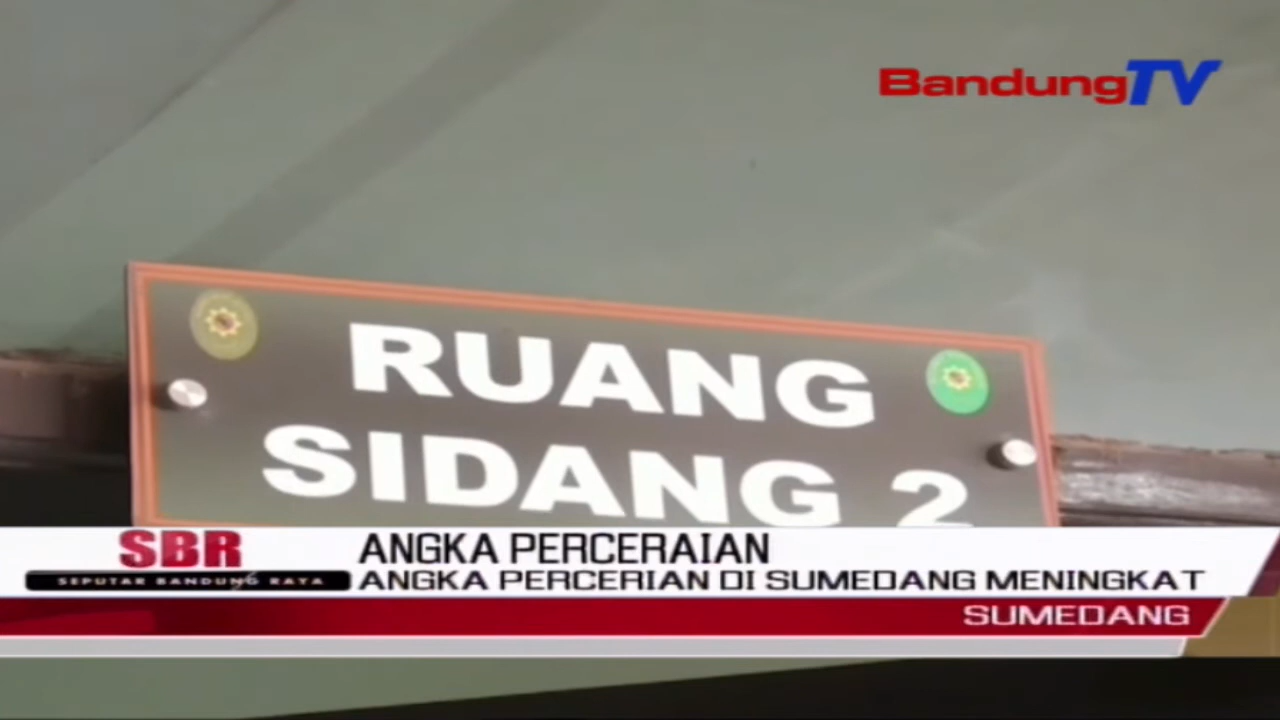 BandungTV
RUANG
SIDANG 2
SBR
SEPUTAR BANDUNG RAYA
ANGKA PERCERAIAN
ANGKA PERCERIAN DI SUMEDANG MENINGKAT
SUMEDANG